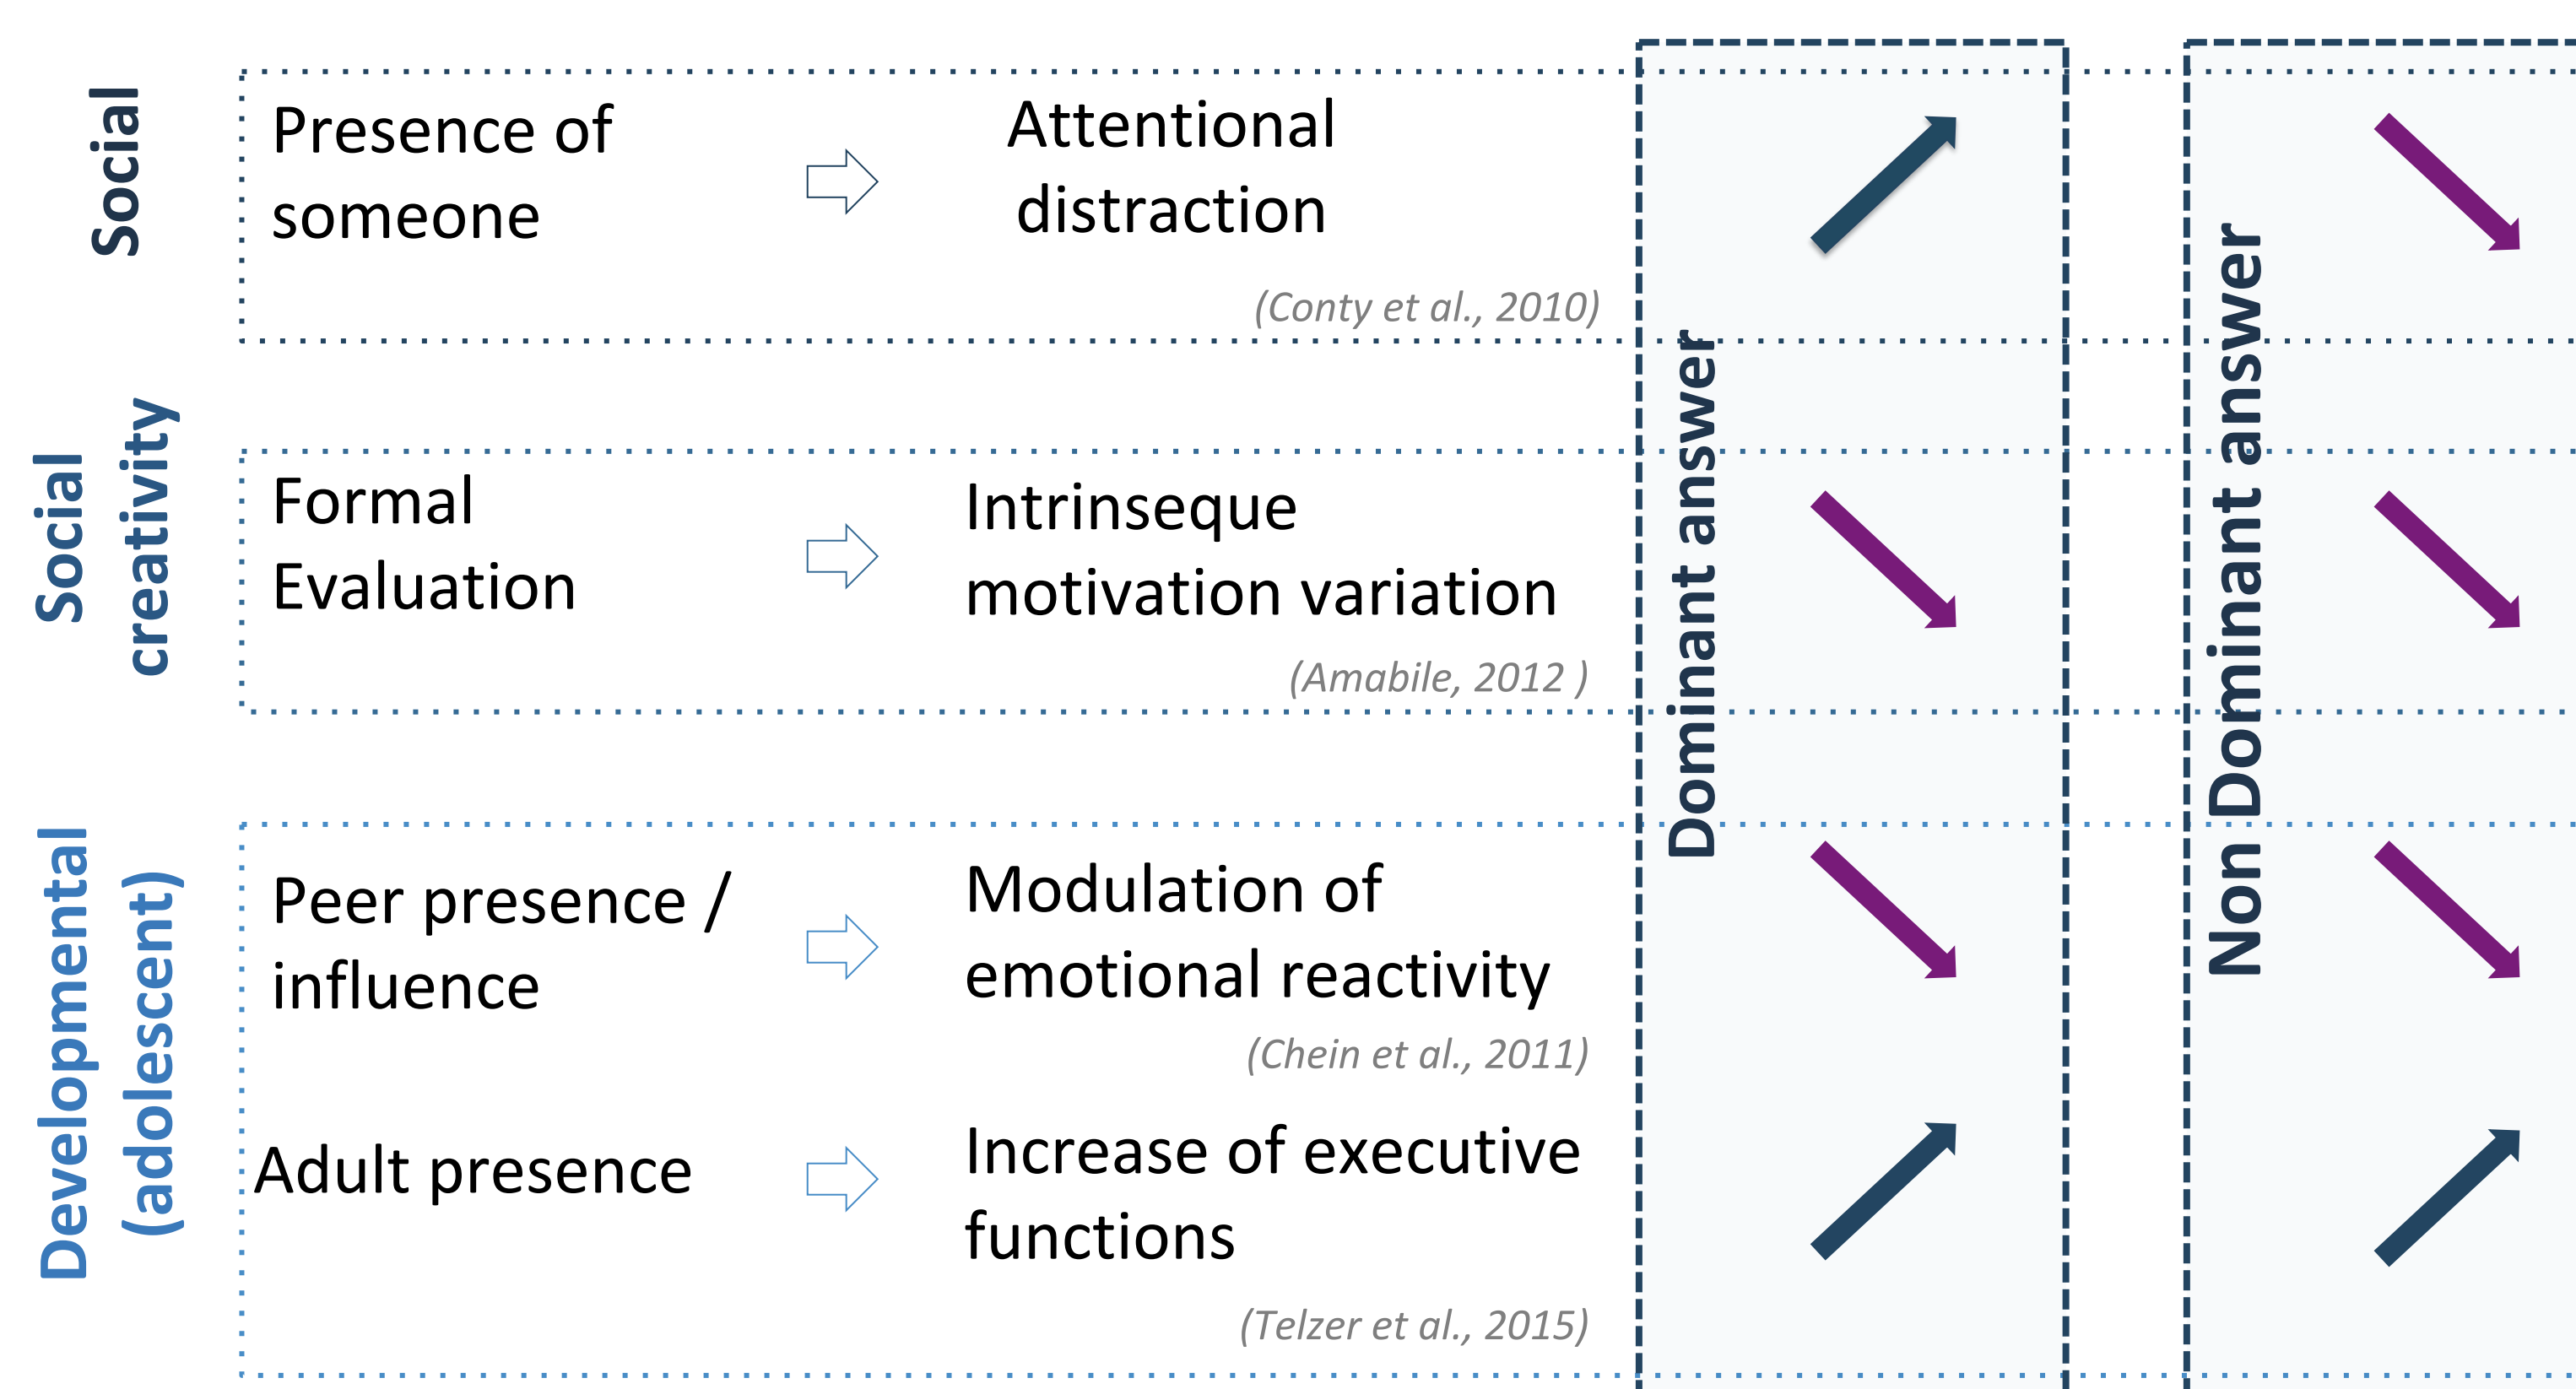 Social
Presence of
someone
Attentional
distraction
(Conty et al., 2010)
Social
creativity
Formal
Evaluation
Intrinseque
motivation variation
(Amabile, 2012 )
Developmental
(adolescent)
Peer presence /
influence
Modulation of
emotional reactivity
(Chein et al., 2011)
Adult presence
Increase of executive
functions
(Telzer et al., 2015)
Dominant answer
Non Dominant answer